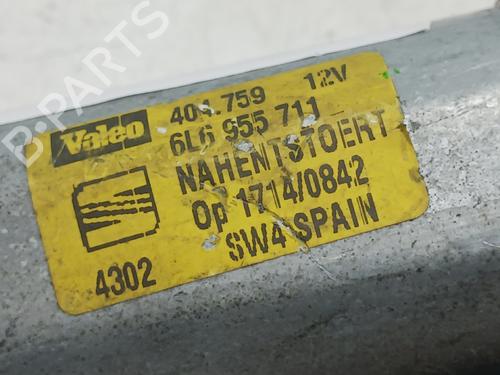 B-PARTS
Valeo
404.759 12V
6L6 955 711
NAHENTSTOERT
Op 1714/0842
SW4 SPAIN
4302